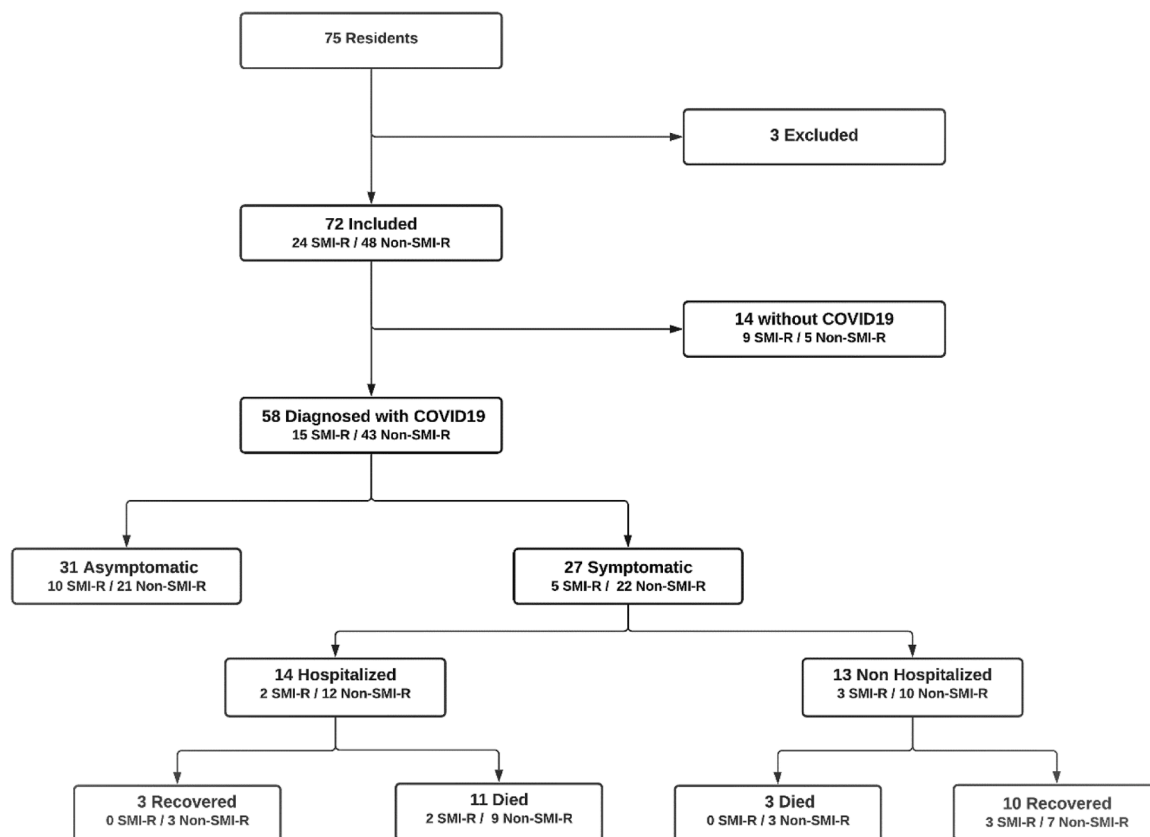 75 Residents
3 Excluded
72 Included
24 SMI-R / 48 Non-SMI-R
14 without COVID19
9 SMI-R / 5 Non-SMI-R
58 Diagnosed with COVID19
15 SMI-R / 43 Non-SMI-R
31 Asymptomatic
10 SMI-R / 21 Non-SMI-R
27 Symptomatic
5 SMI-R / 22 Non-SMI-R
14 Hospitalized
2 SMI-R / 12 Non-SMI-R
13 Non Hospitalized
3 SMI-R / 10 Non-SMI-R
3 Recovered
0 SMI-R / 3 Non-SMI-R
11 Died
2 SMI-R / 9 Non-SMI-R
3 Died
0 SMI-R / 3 Non-SMI-R
10 Recovered
3 SMI-R / 7 Non-SMI-R